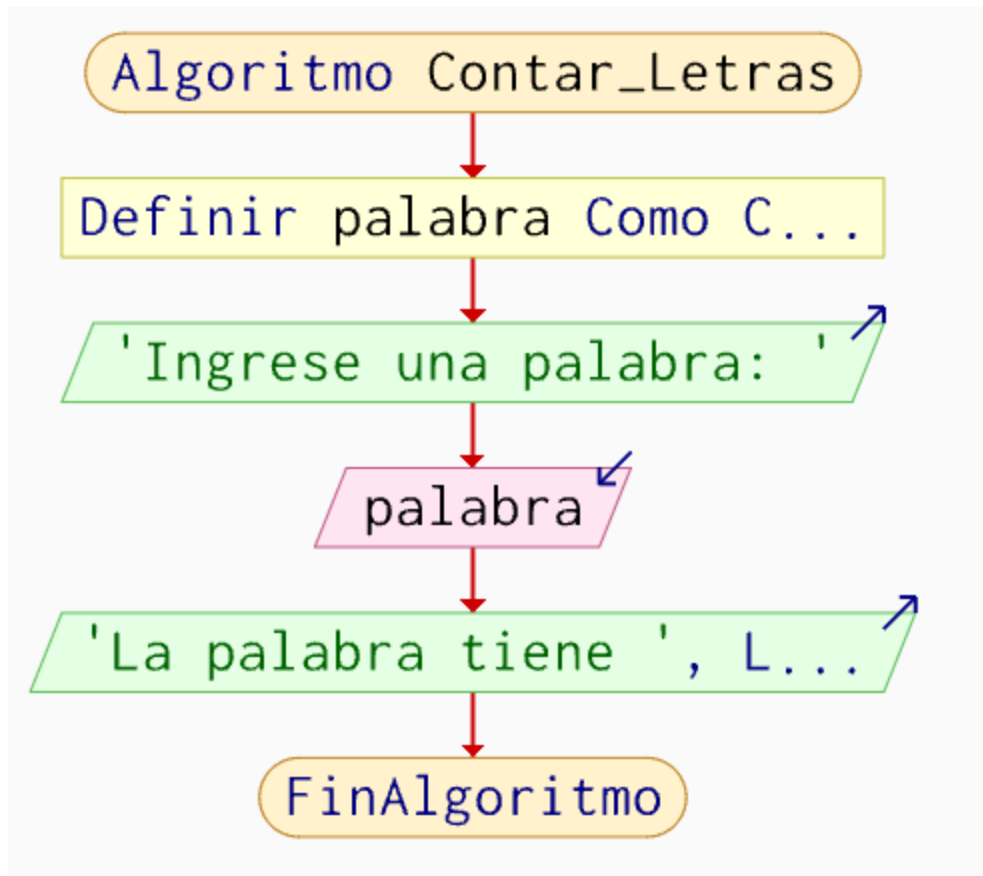 Algoritmo Contar_Letras
Definir palabra Como C...
'Ingrese una palabra: '
palabra
'La palabra tiene ', L...
FinAlgoritmo